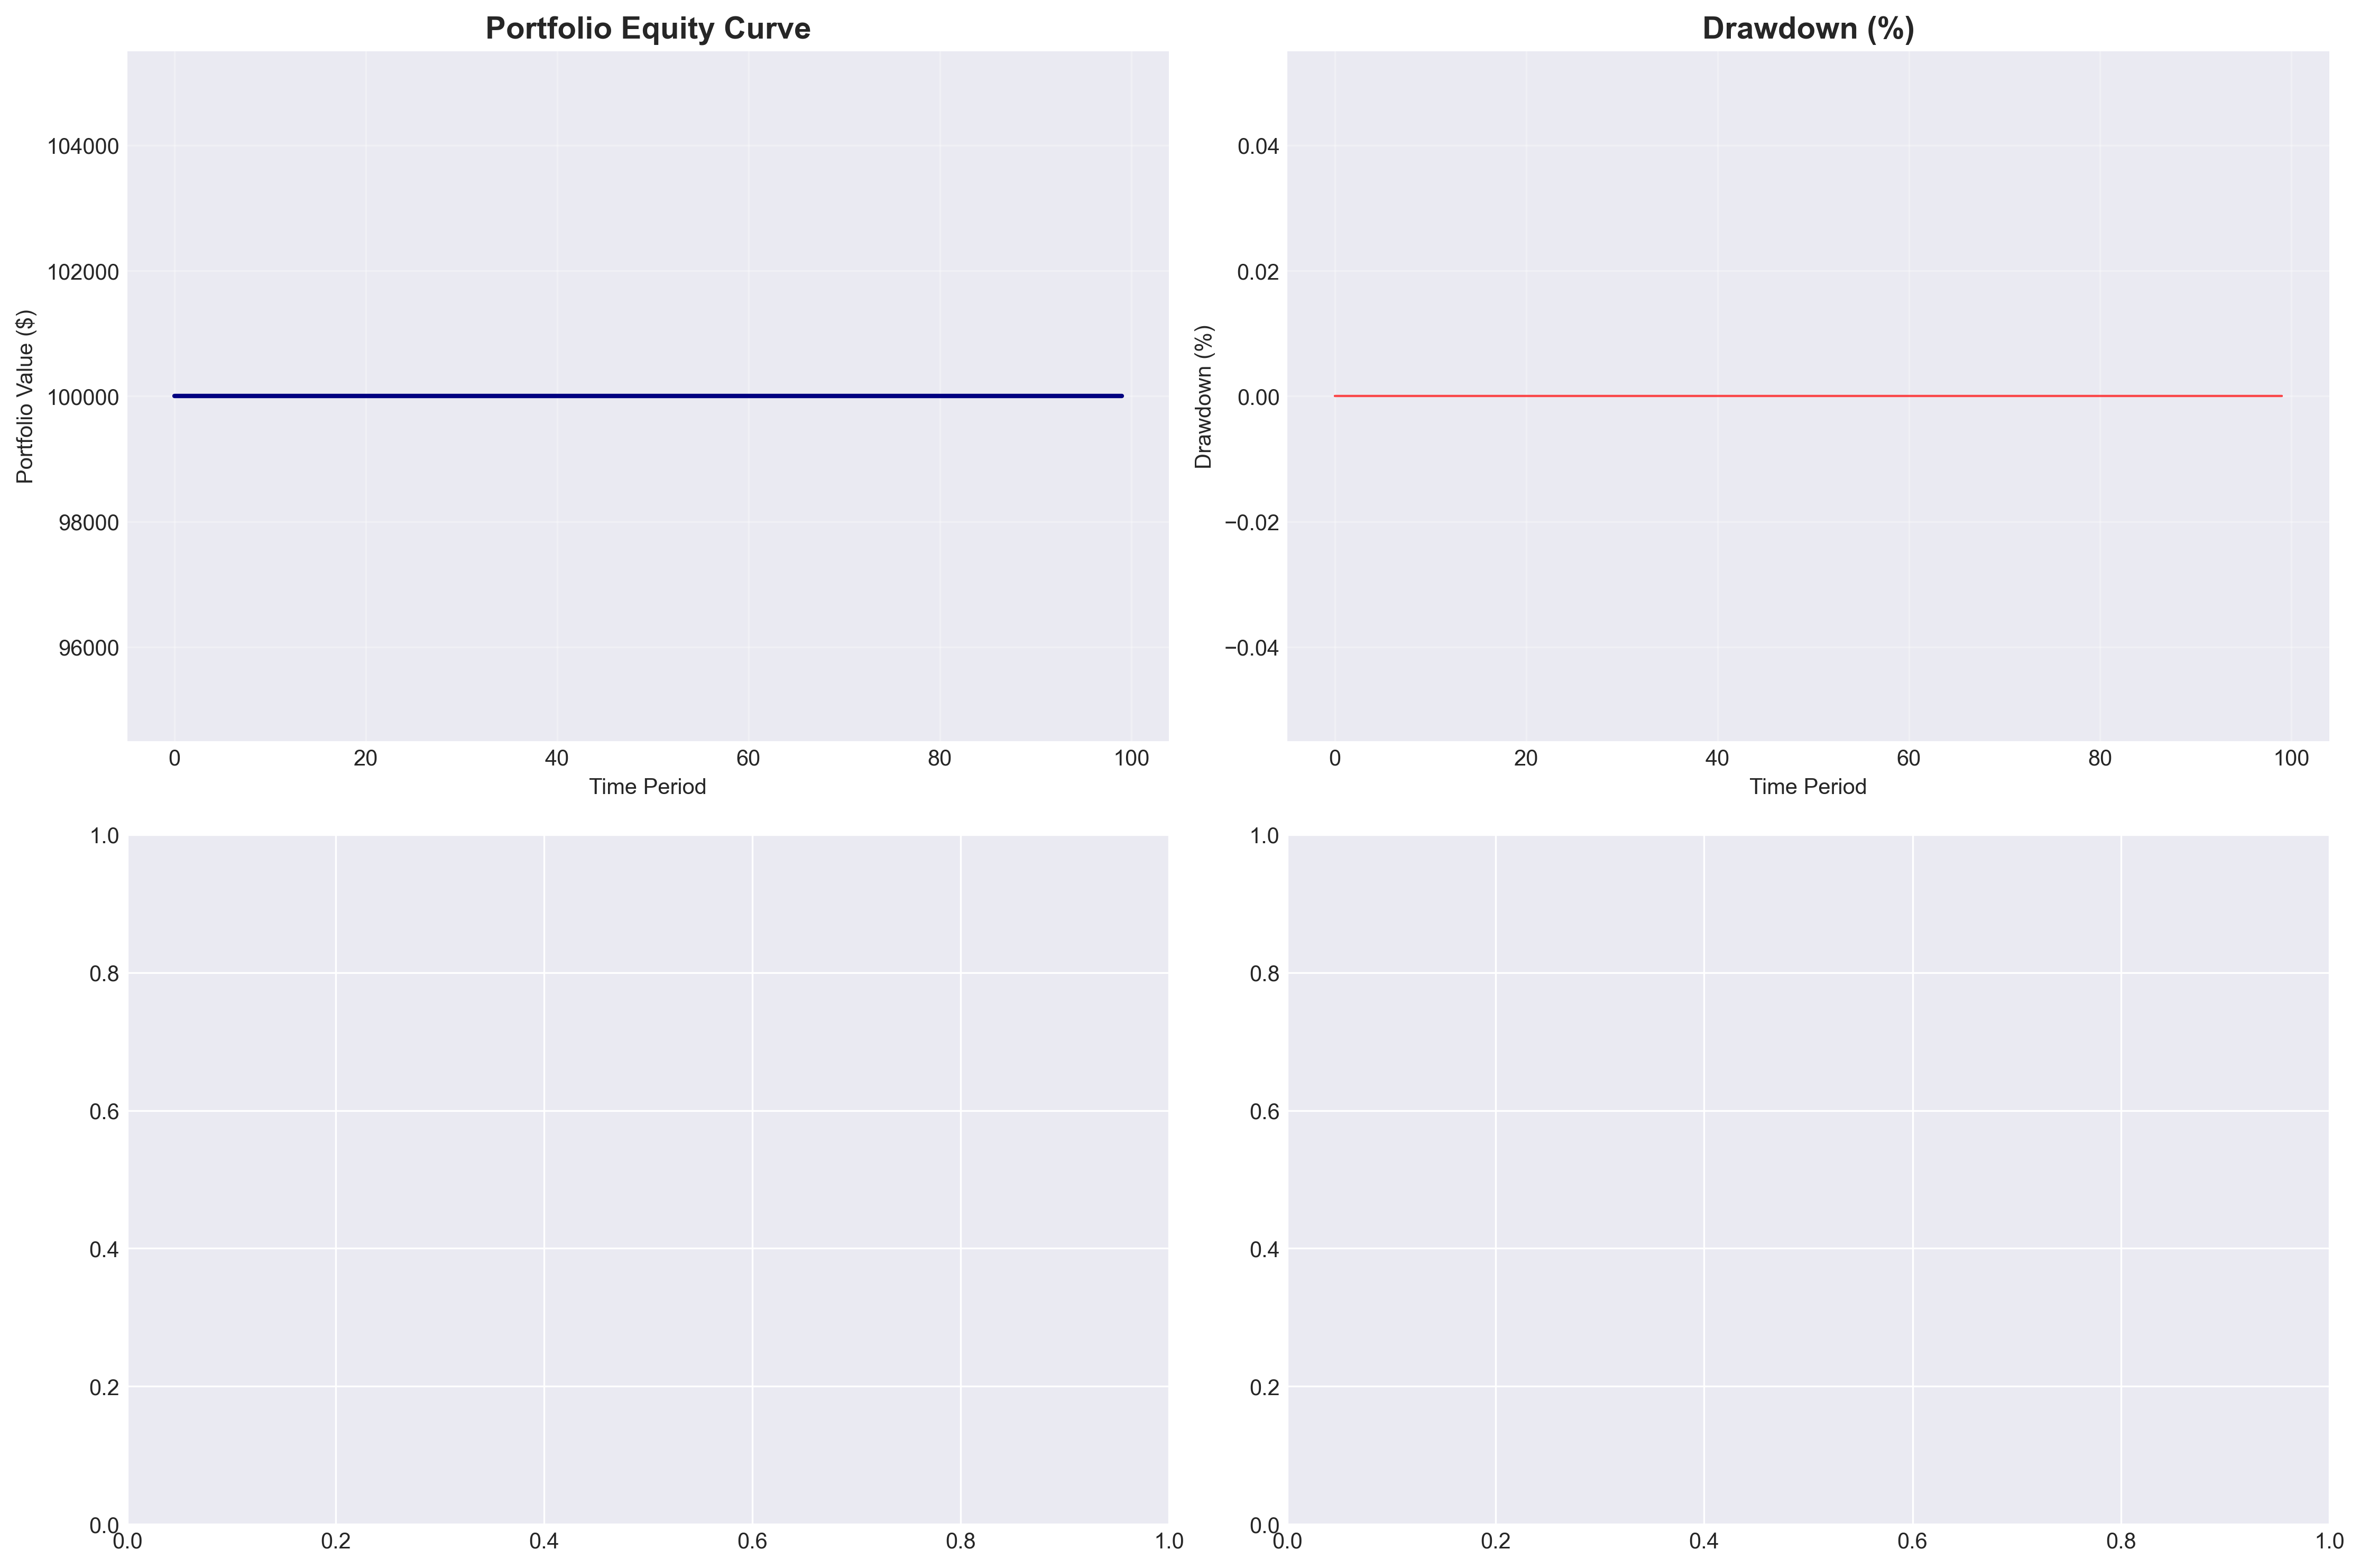 Portfolio Equity Curve
Portfolio Value ($)
104000
102000
100000
98000
96000
0 20 40 60 80 100
Time Period
Drawdown (%)
Drawdown (%)
0.04
0.02
0.00
−0.02
−0.04
0 20 40 60 80 100
Time Period
1.0
0.8
0.6
0.4
0.2
0.0
0.0 0.2 0.4 0.6 0.8 1.0
1.0
0.8
0.6
0.4
0.2
0.0
0.0 0.2 0.4 0.6 0.8 1.0